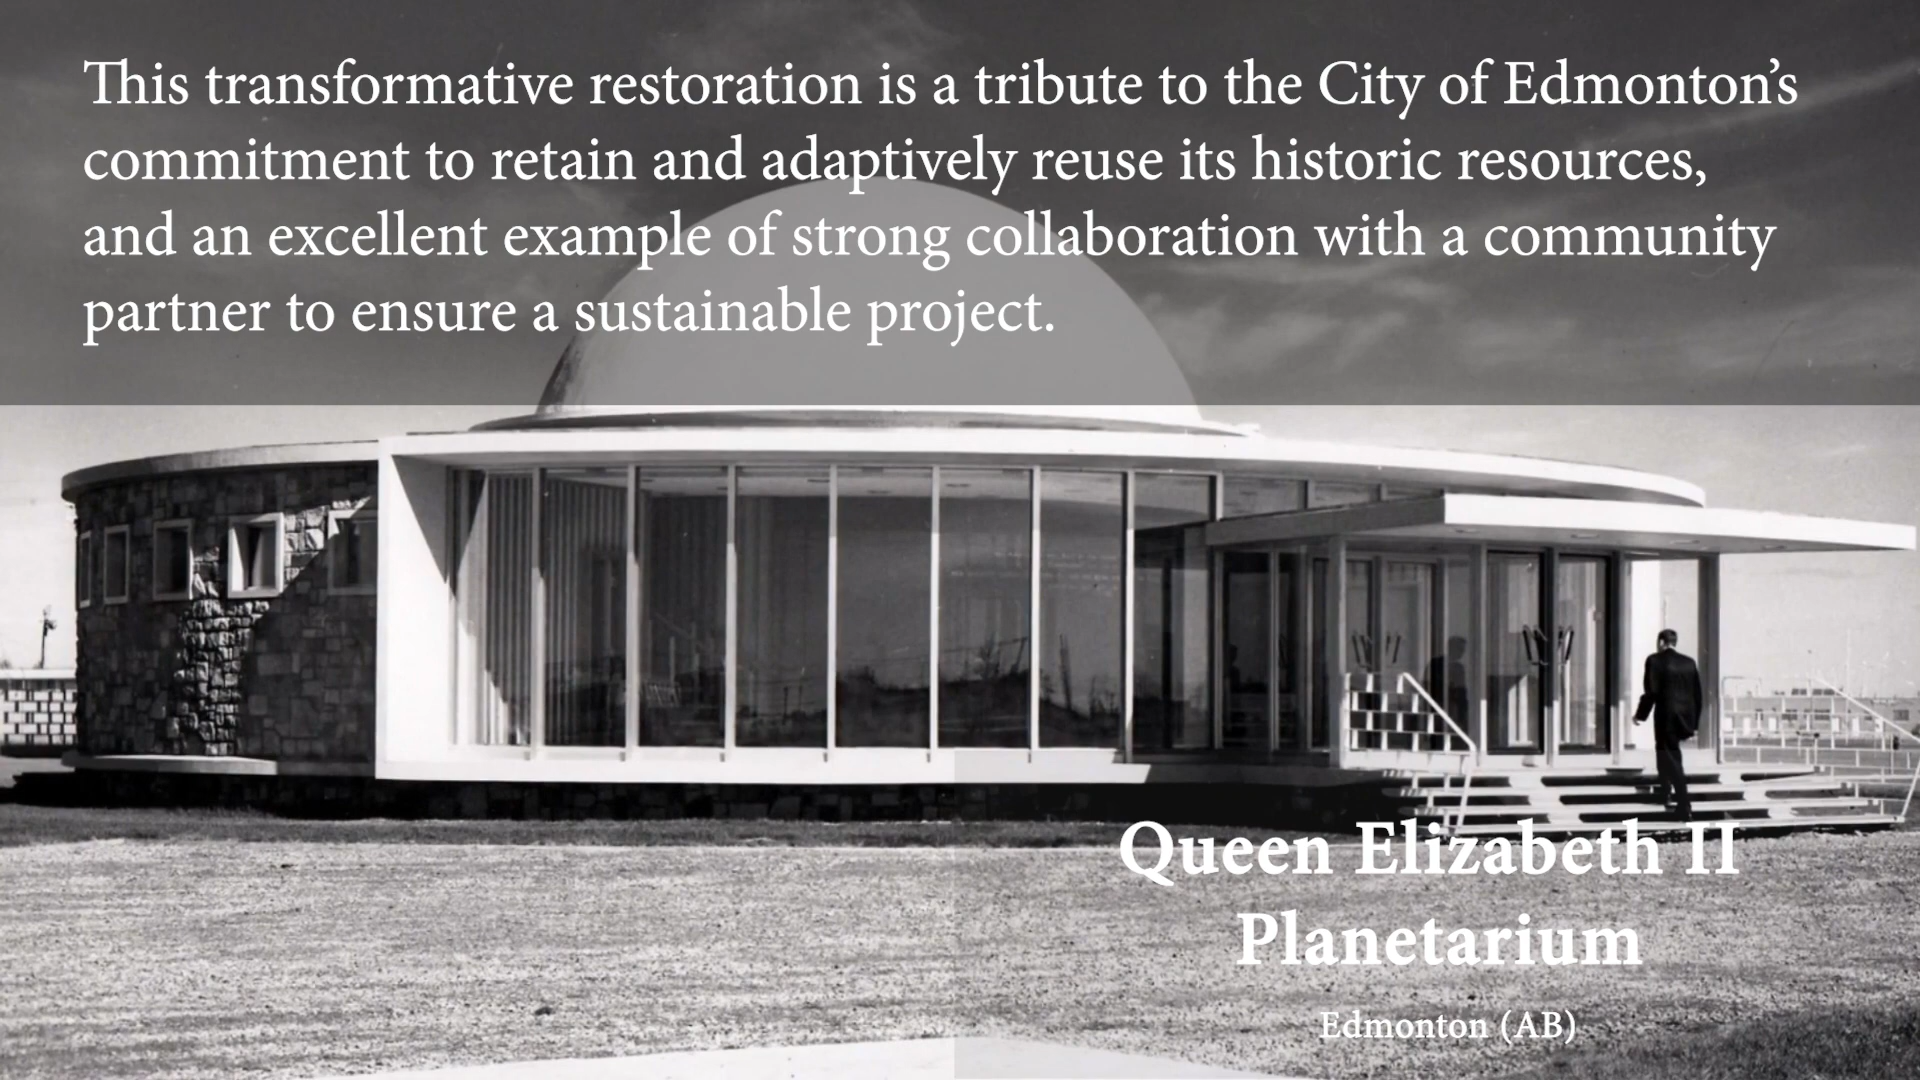 This transformative restoration is a tribute to the City of Edmonton’s
commitment to retain and adaptively reuse its historic resources,
and an excellent example of strong collaboration with a community
partner to ensure a sustainable project.
Queen Elizabeth II
Planetarium
Edmonton (AB)